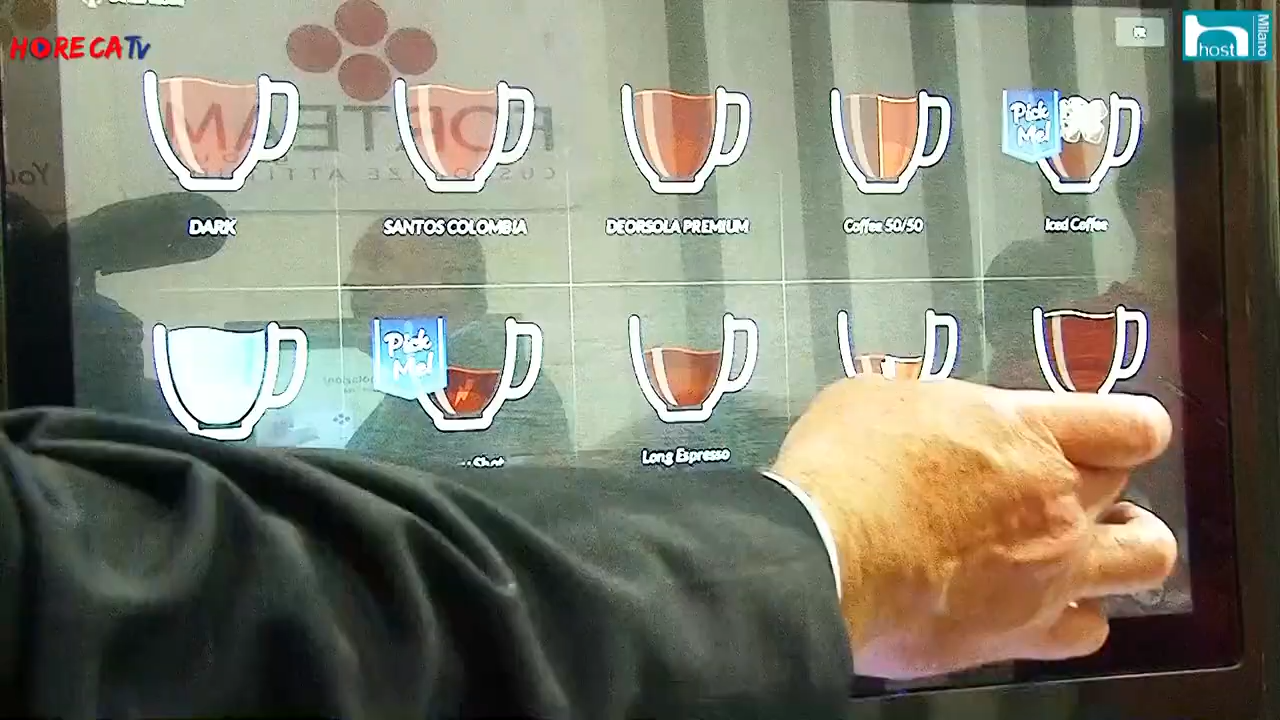 HORECATV
host
Milano
DARK
SANTOS COLOMBIA
DEORSOLA PREMIUM
Coffee 50/50
Pick
Me!
Iced Coffee
Pick
Me!
Shot
Long Espresso